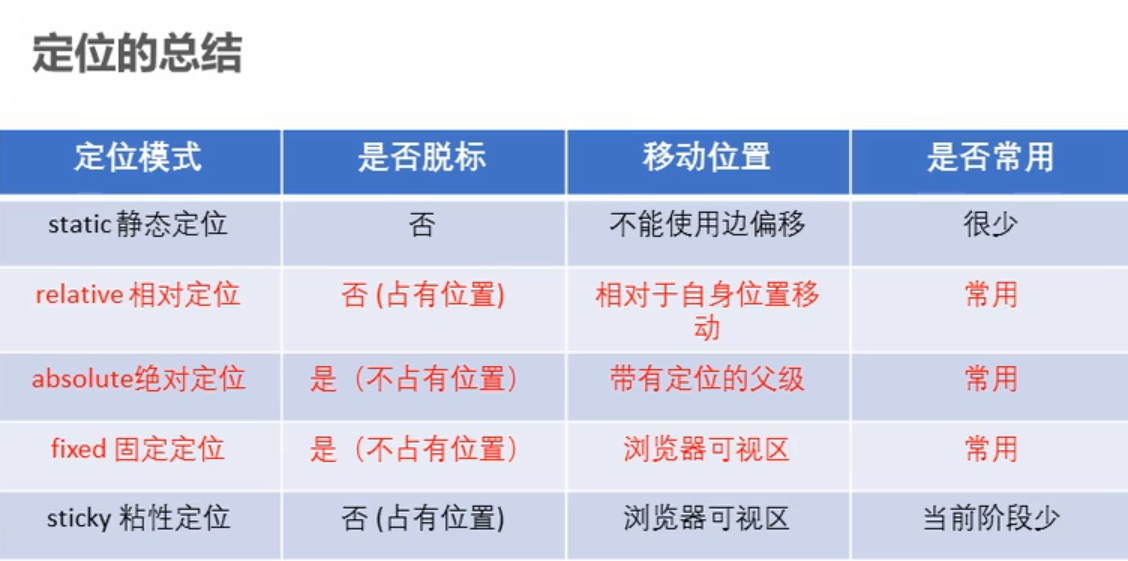 定位的总结
定位模式 是否脱标 移动位置 是否常用
static 静态定位 否 不能使用边偏移 很少
relative 相对定位 否 (占有位置) 相对于自身位置移 常用
动
absolute绝对定位 是（不占有位置） 带有定位的父级 常用
fixed 固定定位 是（不占有位置） 浏览器可视区 常用
sticky 粘性定位 否 (占有位置) 浏览器可视区 当前阶段少